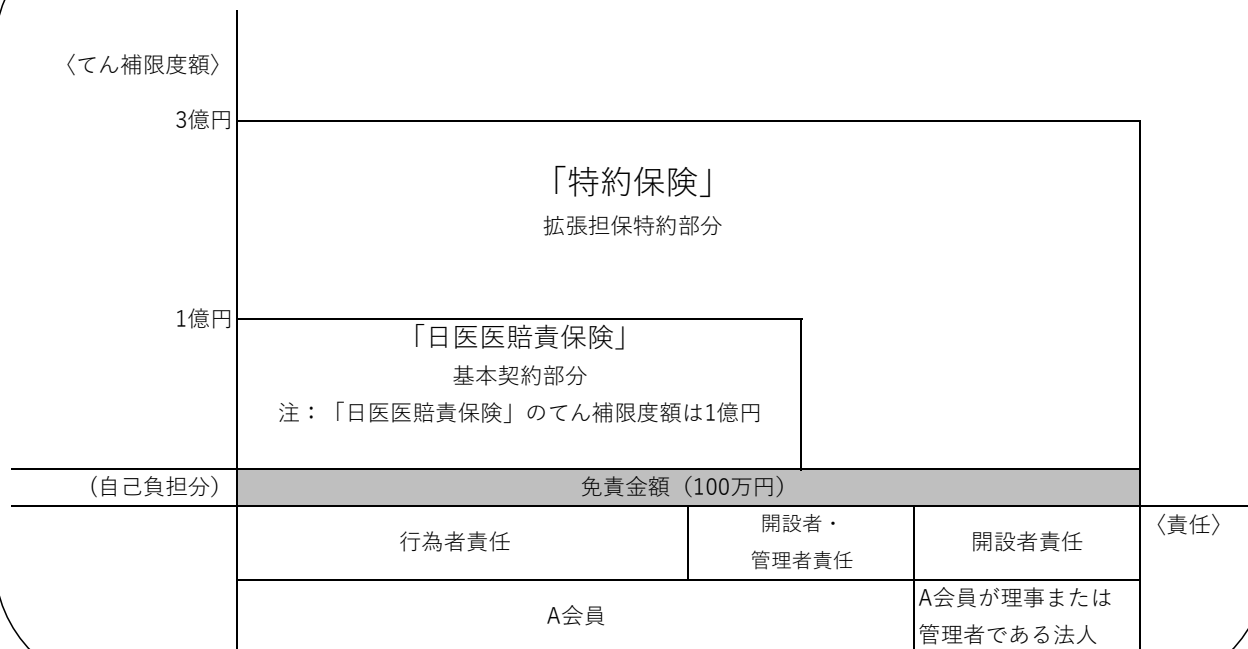 〈てん補限度額〉
3億円
「特約保険」
拡張担保特約部分
1億円
「日医医賠責保険」
基本契約部分
注：「日医医賠責保険」のてん補限度額は1億円
(自己負担分)
免責金額（100万円）
行為者責任
開設者・
管理者責任
開設者責任
〈責任〉
A会員
A会員が理事または
管理者である法人